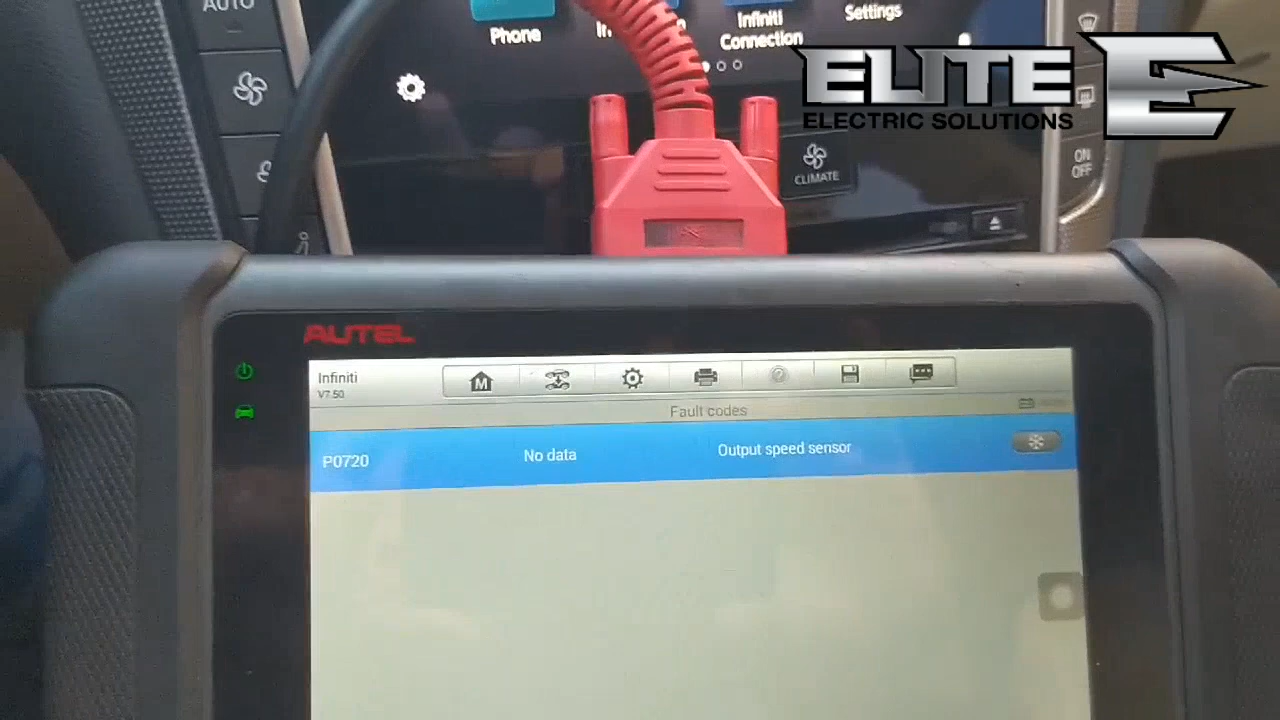 AUTO
Phone
Infiniti
Connection
Settings
ELITE E
ELECTRIC SOLUTIONS
CLIMATE
ON
OFF
AUTEL
Infiniti
V7.50
M
Fault codes
P0720 No data Output speed sensor